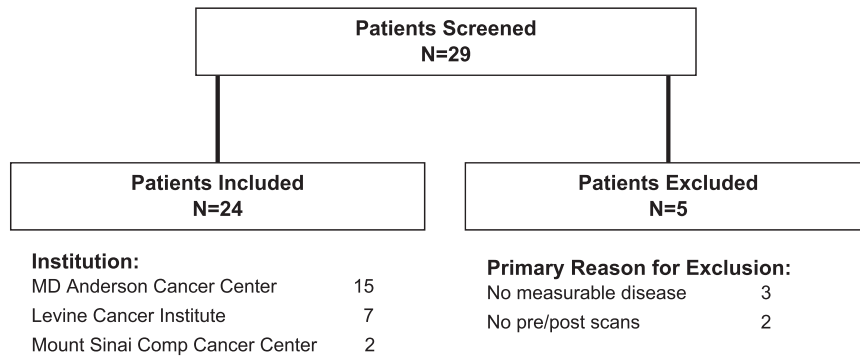 Patients Screened
N=29
Patients Included
N=24
Patients Excluded
N=5
Institution:
MD Anderson Cancer Center 15
Levine Cancer Institute 7
Mount Sinai Comp Cancer Center 2
Primary Reason for Exclusion:
No measurable disease 3
No pre/post scans 2